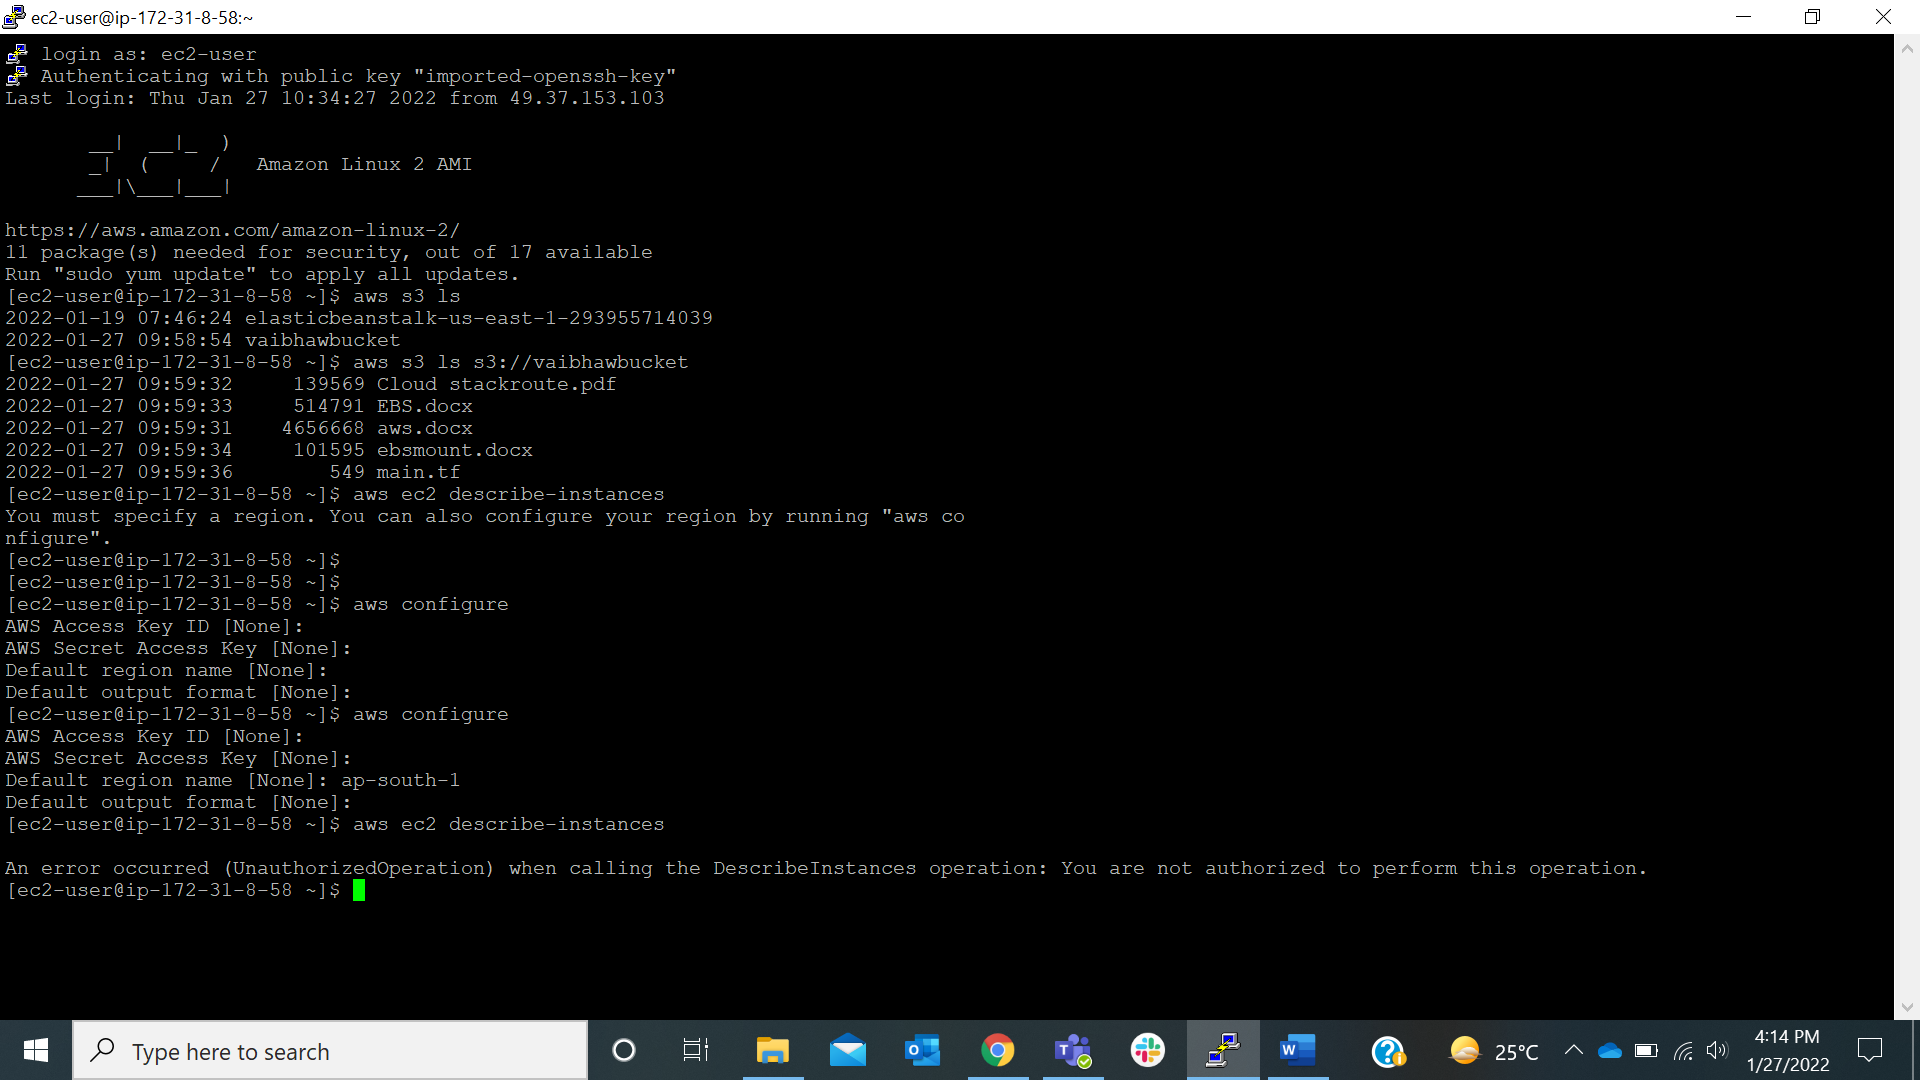 ec2-user@ip-172-31-8-58:~
login as: ec2-user
Authenticating with public key "imported-openssh-key"
Last login: Thu Jan 27 10:34:27 2022 from 49.37.153.103
       __|  __|_  )
       _|  (     /   Amazon Linux 2 AMI
      ___|\___|___|
https://aws.amazon.com/amazon-linux-2/
11 package(s) needed for security, out of 17 available
Run "sudo yum update" to apply all updates.
[ec2-user@ip-172-31-8-58 ~]$ aws s3 ls
2022-01-19 07:46:24 elasticbeanstalk-us-east-1-293955714039
2022-01-27 09:58:54 vaibhawbucket
[ec2-user@ip-172-31-8-58 ~]$ aws s3 ls s3://vaibhawbucket
2022-01-27 09:59:32     139569 Cloud stackroute.pdf
2022-01-27 09:59:33     514791 EBS.docx
2022-01-27 09:59:31    4656668 aws.docx
2022-01-27 09:59:34     101595 ebsmount.docx
2022-01-27 09:59:36        549 main.tf
[ec2-user@ip-172-31-8-58 ~]$ aws ec2 describe-instances
You must specify a region. You can also configure your region by running "aws co
nfigure".
[ec2-user@ip-172-31-8-58 ~]$
[ec2-user@ip-172-31-8-58 ~]$
[ec2-user@ip-172-31-8-58 ~]$ aws configure
AWS Access Key ID [None]:
AWS Secret Access Key [None]:
Default region name [None]:
Default output format [None]:
[ec2-user@ip-172-31-8-58 ~]$ aws configure
AWS Access Key ID [None]:
AWS Secret Access Key [None]:
Default region name [None]: ap-south-1
Default output format [None]:
[ec2-user@ip-172-31-8-58 ~]$ aws ec2 describe-instances
An error occurred (UnauthorizedOperation) when calling the DescribeInstances operation: You are not authorized to perform this operation.
[ec2-user@ip-172-31-8-58 ~]$
Type here to search
25°C
4:14 PM
1/27/2022